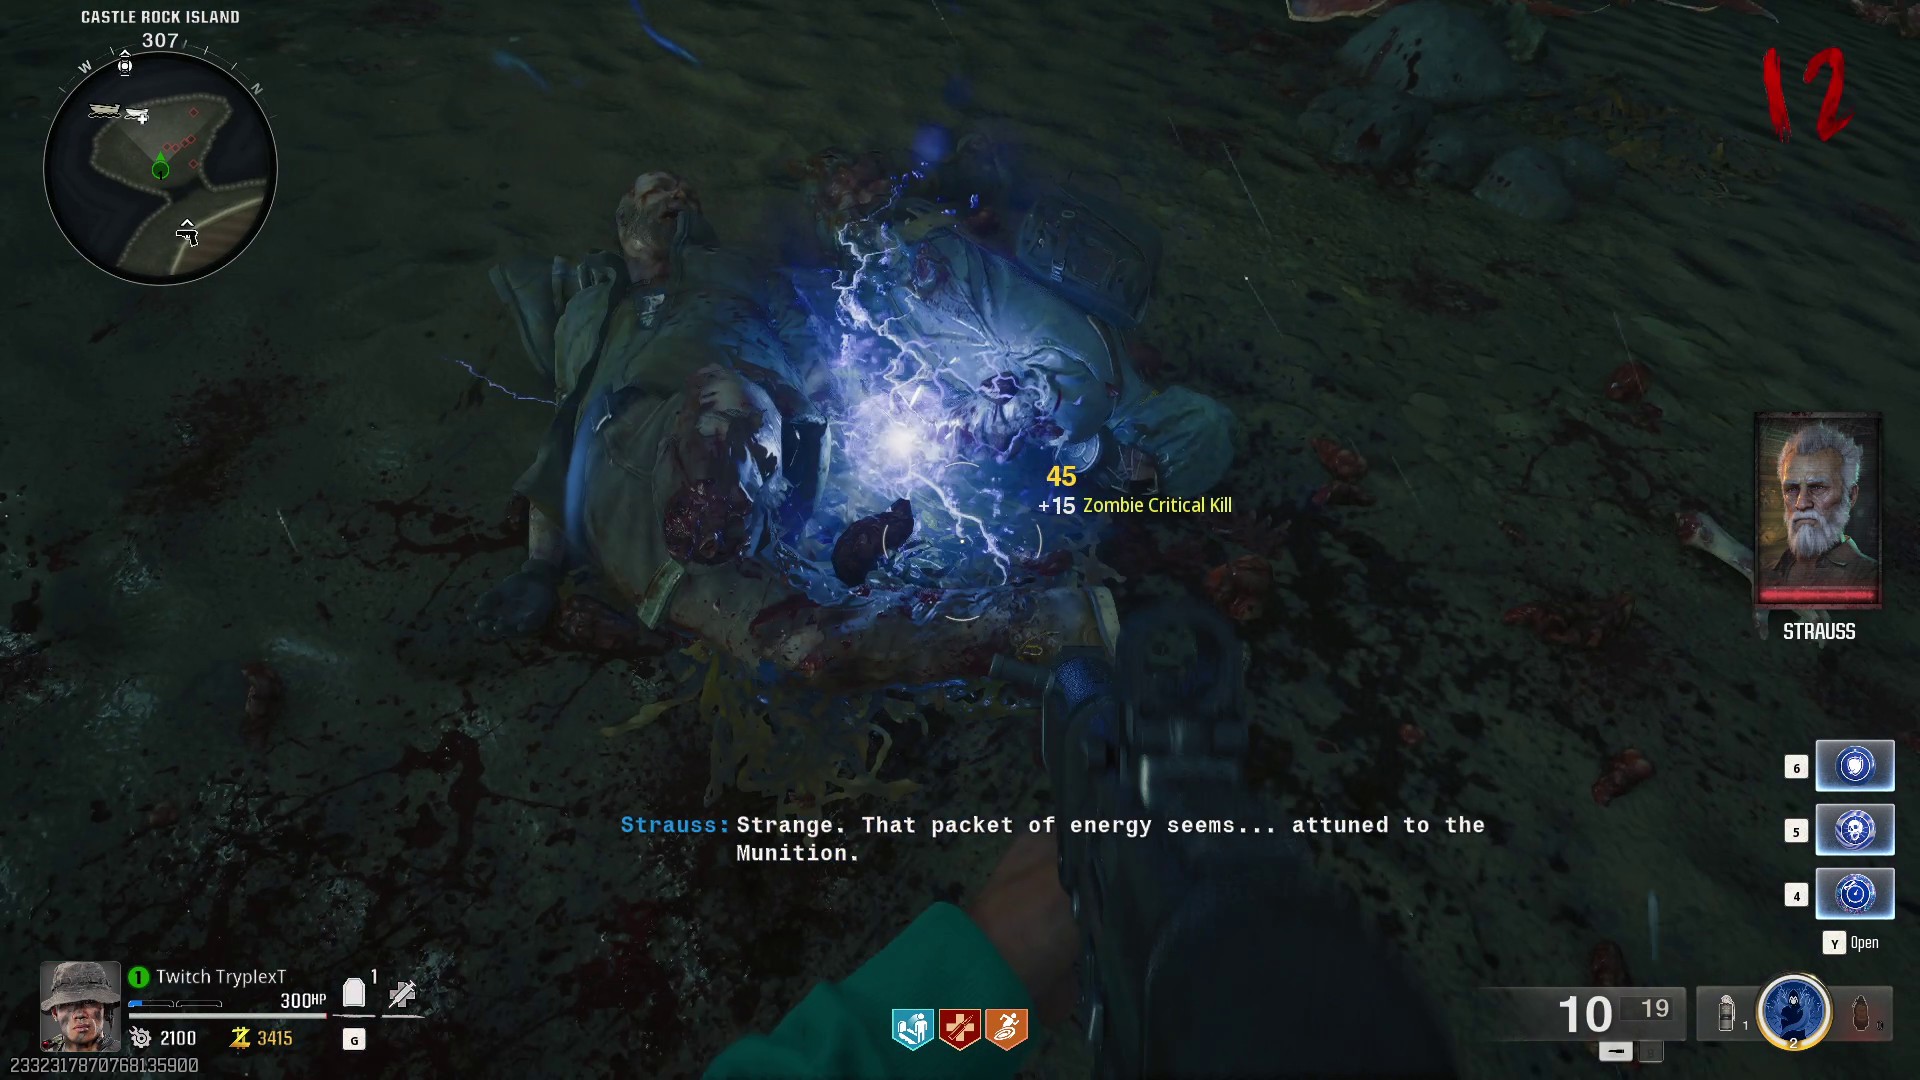 CASTLE ROCK ISLAND
307
W
N
12
45
+15 Zombie Critical Kill
STRAUSS
6
5
4
Y Open
Strauss: Strange. That packet of energy seems... attuned to the
Munition.
1 Twitch TryplexT
300HP
1
2100
3415
G
10 19
1
2
2332317870768135900